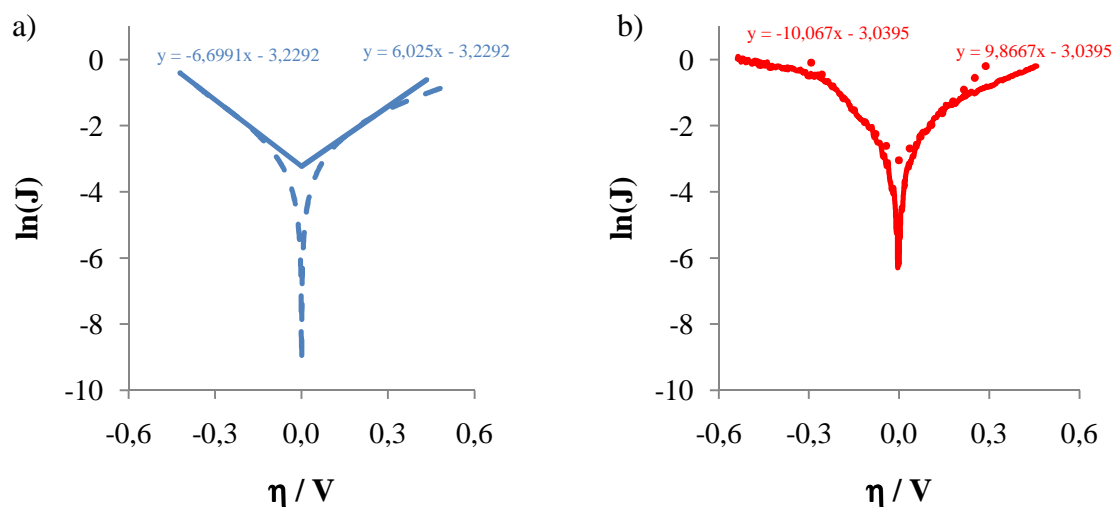 a)
y = -6,6991x - 3,2292
6,025x - 3,2292
y =
0
-2
-4
-6
-8
-10
ln(J)
-0,6
-0,3
0,0
0,3
0,6
η / V
b)
y = -10,067x - 3,0395
y = 9,8667x - 3,0395
0
-2
-4
-6
-8
-10
ln(J)
-0,6
-0,3
0,0
0,3
0,6
η / V